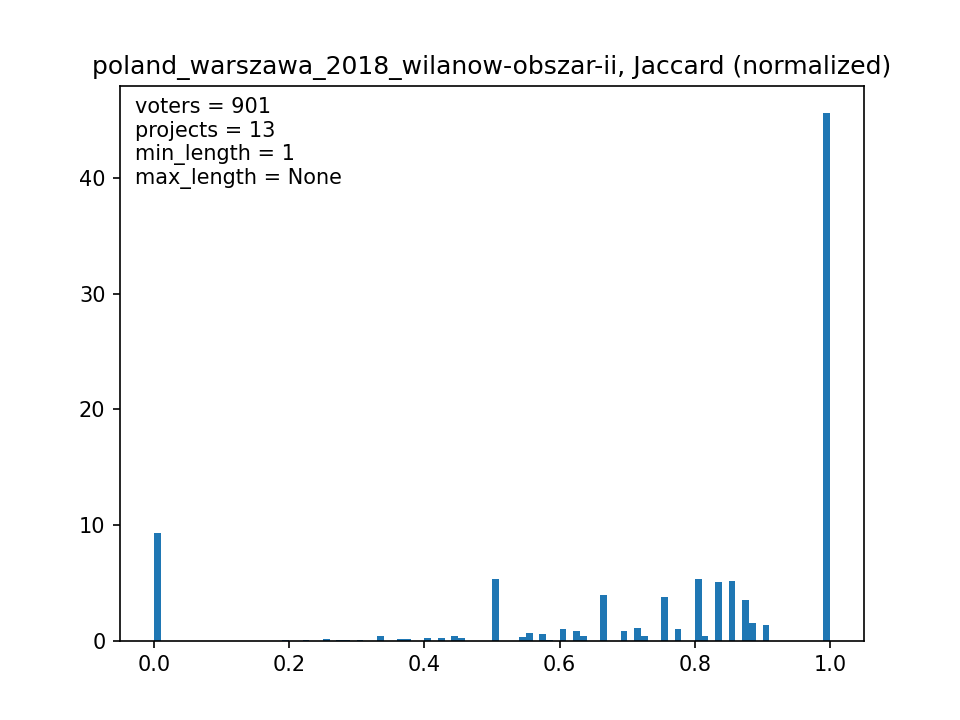 poland_warszawa_2018_wilanow-obszar-ii, Jaccard (normalized)
voters = 901
projects = 13
min_length = 1
max_length = None
40
30
20
10
0
0.0 0.2 0.4 0.6 0.8 1.0